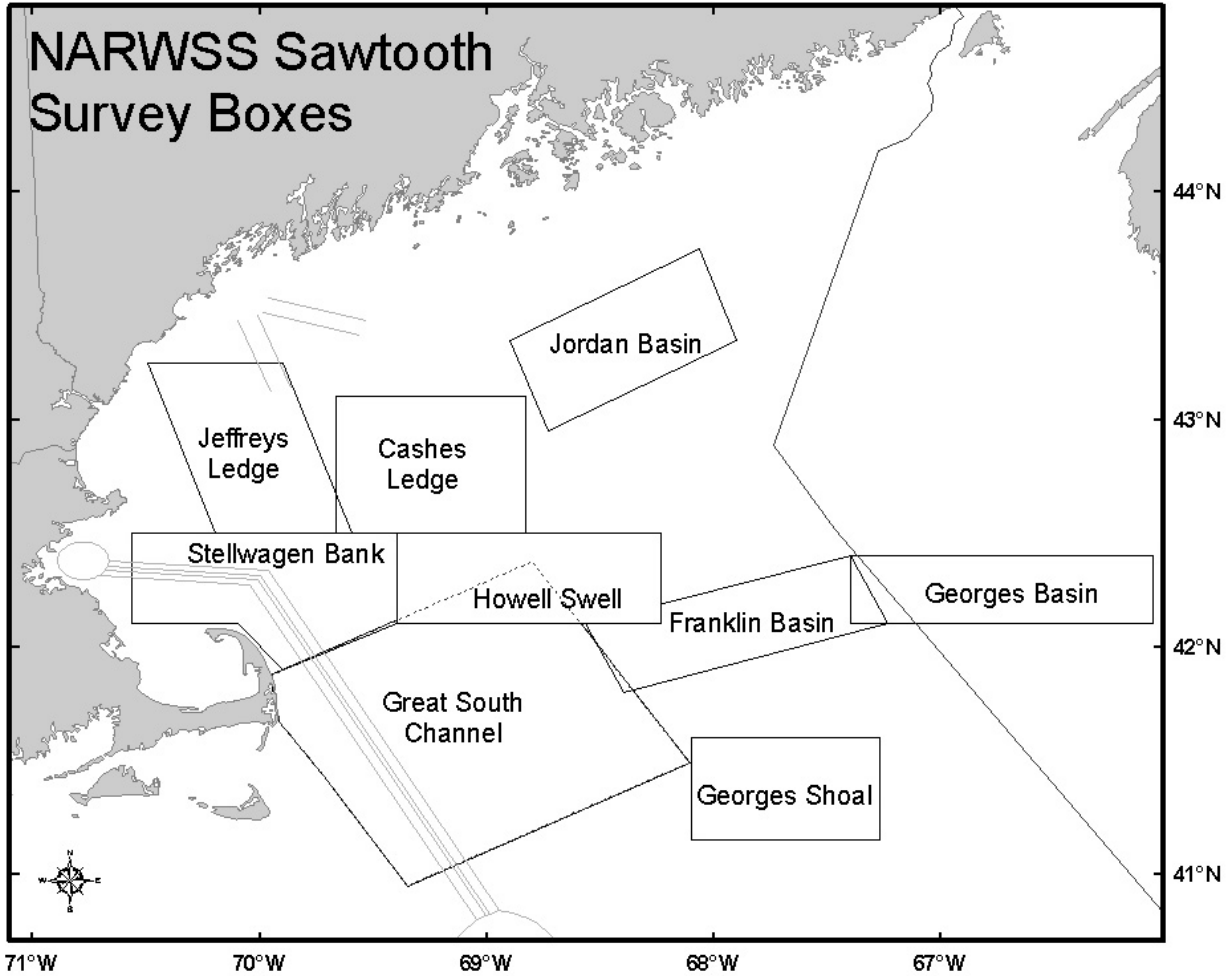 NARWSS Sawtooth
Survey Boxes
44°N
Jordan Basin
43°N
Jeffreys
Ledge
Cashes
Ledge
Stellwagen Bank
Howell Swell
Franklin Basin
Georges Basin
42°N
Great South
Channel
Georges Shoal
N
W
E
S
41°N
71°W
70°W
69°W
68°W
67°W